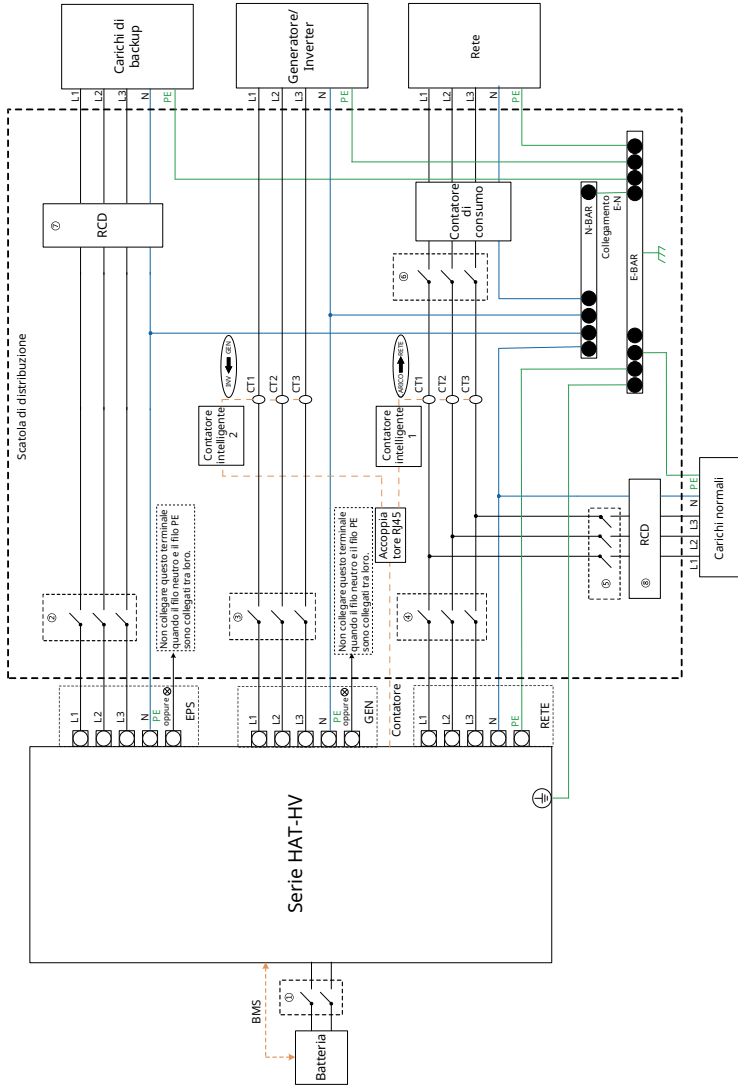 Carichi di
backup
Generatore/
Inverter
Rete
L1
L2
L3
N
PE
L1
L2
L3
N
PE
L1
L2
L3
N
PE
Scatola di distribuzione
⑦
RCD
Contatore
di
consumo
⑥
N-BAR
Collegamento
E-N
E-BAR
INV
GEN
CT1
CT2
CT3
Contatore
intelligente
2
ARICO
RETE
CT1
CT2
CT3
Contatore
intelligente
1
Accoppia
tore RJ45
Non collegare questo terminale
quando il filo neutro e il filo PE
sono collegati tra loro.
Non collegare questo terminale
quando il filo neutro e il filo PE
sono collegati tra loro.
②
③
④
⑤
RCD
⑧
L1
L2
L3
N
PE
Carichi normali
L1
L2
L3
N
PE
oppure
EPS
L1
L2
L3
N
PE
oppure
GEN
Contatore
L1
L2
L3
N
PE
RETE
Serie HAT-HV
BMS
①
Batteria